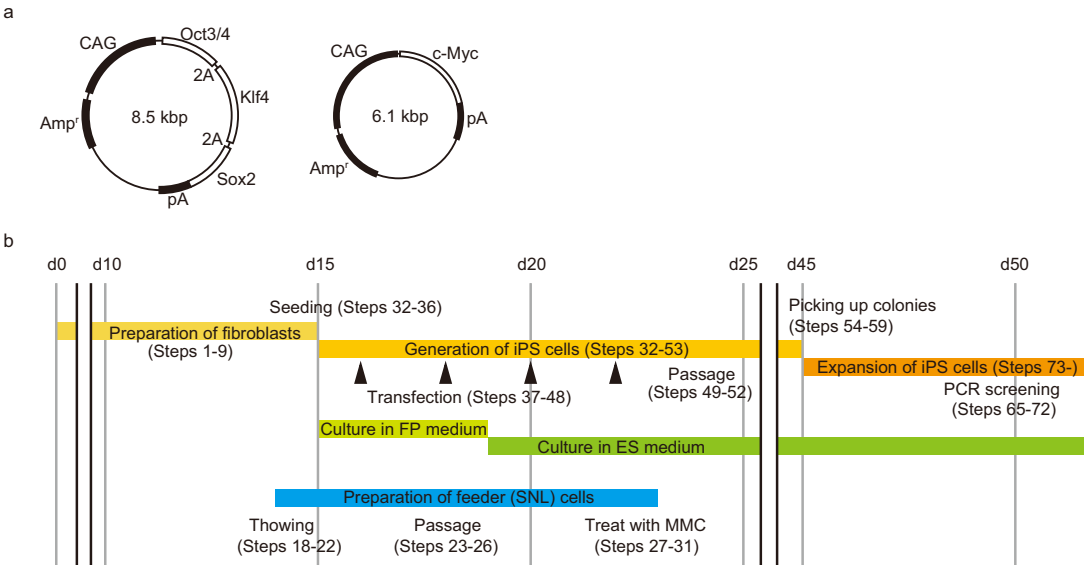 a
CAG
Oct3/4
2A
Klf4
8.5 kbp
Ampʳ
2A
Sox2
pA
CAG
c-Myc
6.1 kbp
pA
Ampʳ
b
d0
d10
d15
d20
d25
d45
d50
Seeding (Steps 32-36)
Picking up colonies
(Steps 54-59)
Preparation of fibroblasts
(Steps 1-9)
Generation of iPS cells (Steps 32-53)
Expansion of iPS cells (Steps 73-)
Transfection (Steps 37-48)
Passage
(Steps 49-52)
PCR screening
(Steps 65-72)
Culture in FP medium
Culture in ES medium
Preparation of feeder (SNL) cells
Thowing
(Steps 18-22)
Passage
(Steps 23-26)
Treat with MMC
(Steps 27-31)